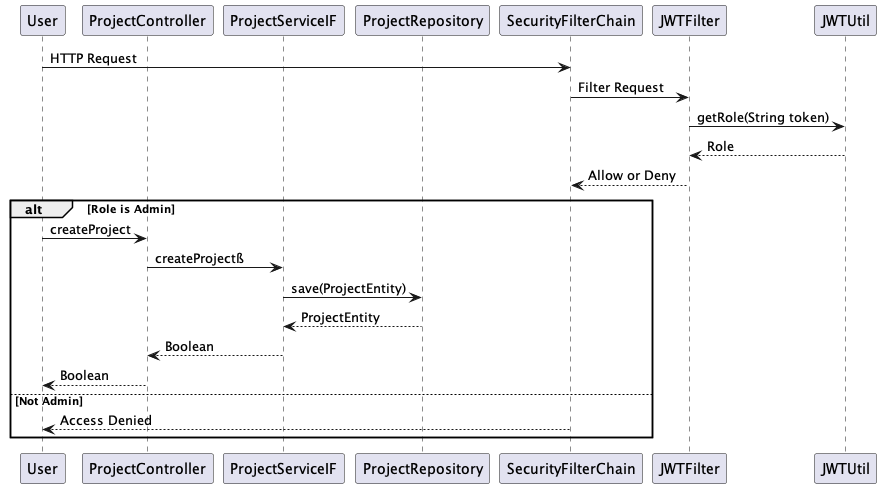 User ProjectController ProjectServiceIF ProjectRepository SecurityFilterChain JWTFilter JWTUtil
HTTP Request
Filter Request
getRole(String token)
Role
Allow or Deny
alt [Role is Admin]
createProject
createProjectß
save(ProjectEntity)
ProjectEntity
Boolean
Boolean
[Not Admin]
Access Denied
User ProjectController ProjectServiceIF ProjectRepository SecurityFilterChain JWTFilter JWTUtil